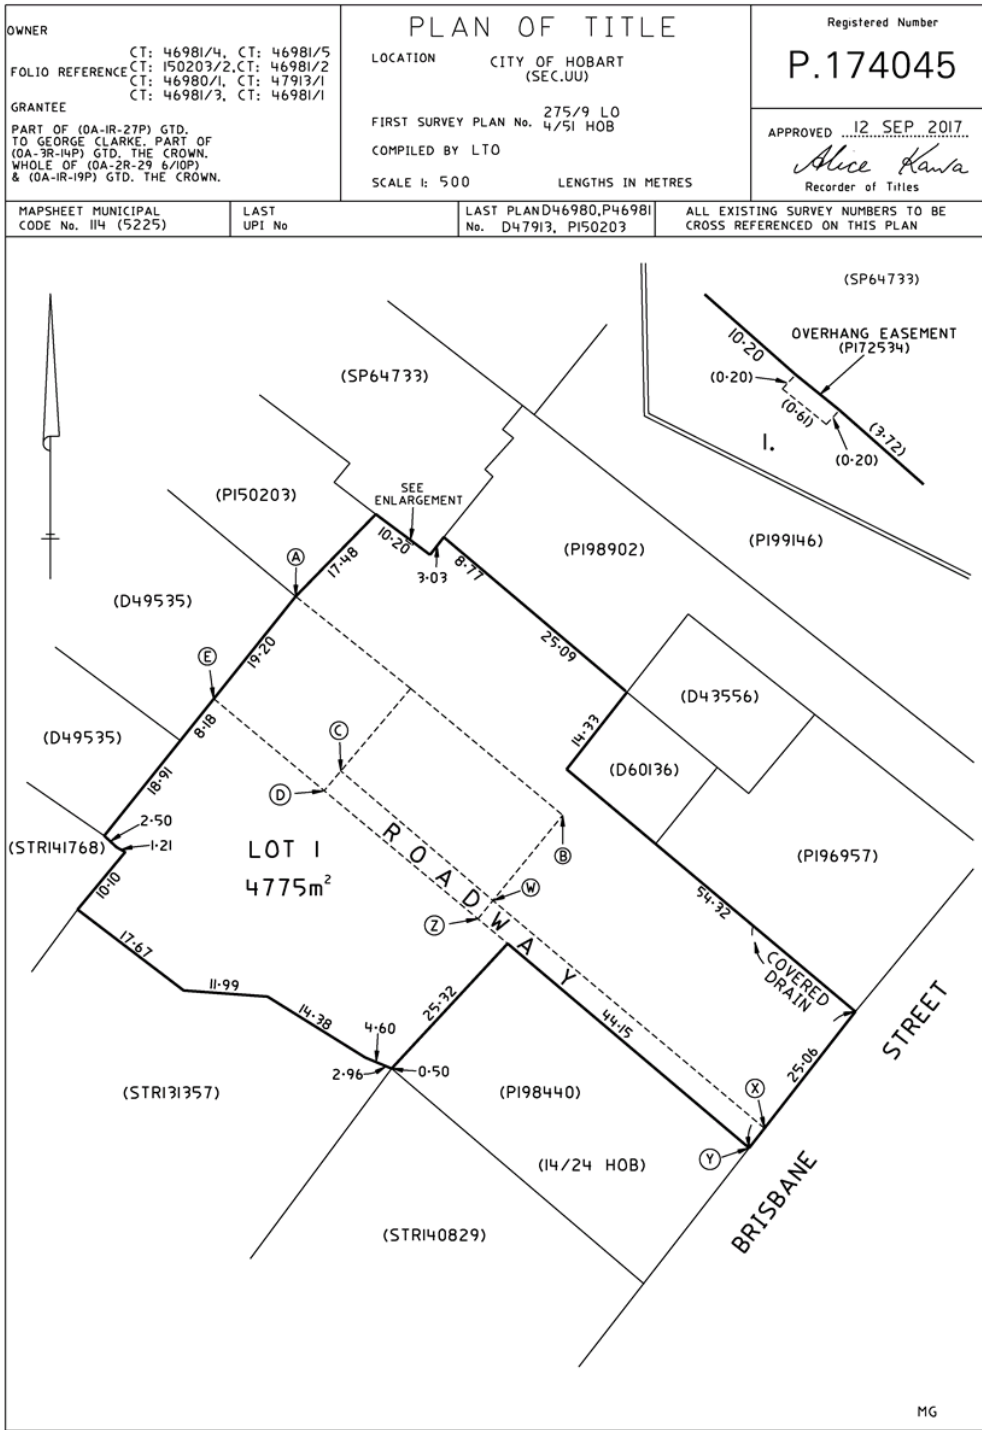 OWNER
FOLIO REFERENCE
CT: 46981/4, CT: 46981/5
CT: 150203/2, CT: 46981/2
CT: 46980/1, CT: 47913/1
CT: 46981/3, CT: 46981/1
GRANTEE
PART OF (0A-1R-27P) GTD.
TO GEORGE CLARKE. PART OF
(0A-3R-14P) GTD. THE CROWN.
WHOLE OF (0A-2R-29 6/10P)
& (0A-1R-19P) GTD. THE CROWN.
PLAN OF TITLE
LOCATION
CITY OF HOBART
(SEC.UU)
FIRST SURVEY PLAN No. 275/9 LO
4/51 HOB
COMPILED BY LTO
SCALE 1: 500 LENGTHS IN METRES
Registered Number
P.174045
APPROVED 12 SEP 2017
Alice Kawa
Recorder of Titles
MAPSHEET MUNICIPAL
CODE No. 114 (5225)
LAST
UPI No
LAST PLAN D46980,P46981
No. D47913, P150203
ALL EXISTING SURVEY NUMBERS TO BE
CROSS REFERENCED ON THIS PLAN
(SP64733)
OVERHANG EASEMENT
(P172534)
10·20
(0·20)
(0·61)
(3·72)
(0·20)
1.
(SP64733)
(P150203)
SEE
ENLARGEMENT
10·20
17·48
3·03
8·77
(P198902)
(P199146)
A
(D49535)
19·20
25·09
E
8·18
(D43556)
14·33
(D49535)
C
(D60136)
D
18·91
2·50
1·21
(STR141768)
LOT 1
4775m²
ROADWAY
B
(P196957)
10·10
W
54·32
Z
17·67
11·99
14·38
4·60
2·96
0·50
25·32
44·15
COVERED
DRAIN
25·06
STREET
(STR131357)
(P198440)
X
Y
(14/24 HOB)
BRISBANE
(STR140829)
MG